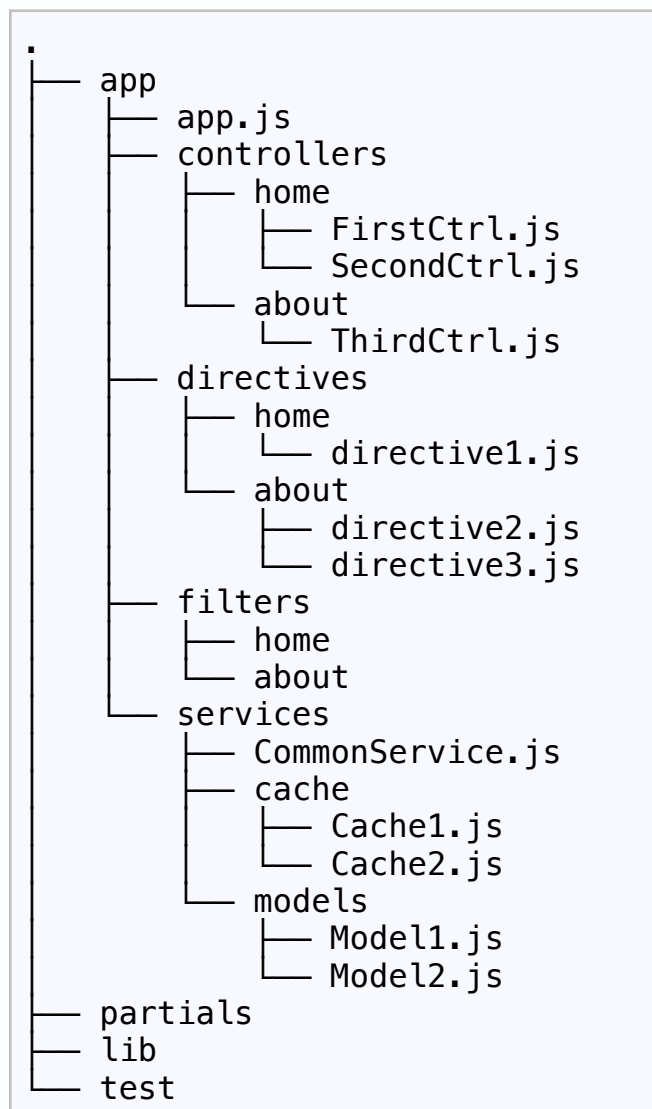 .
├── app
│   ├── app.js
│   ├── controllers
│   │   ├── home
│   │   │   ├── FirstCtrl.js
│   │   │   └── SecondCtrl.js
│   │   └── about
│   │       └── ThirdCtrl.js
│   ├── directives
│   │   ├── home
│   │   │   └── directive1.js
│   │   └── about
│   │       ├── directive2.js
│   │       └── directive3.js
│   ├── filters
│   │   ├── home
│   │   └── about
│   └── services
│       ├── CommonService.js
│       ├── cache
│       │   ├── Cache1.js
│       │   └── Cache2.js
│       └── models
│           ├── Model1.js
│           └── Model2.js
├── partials
├── lib
└── test